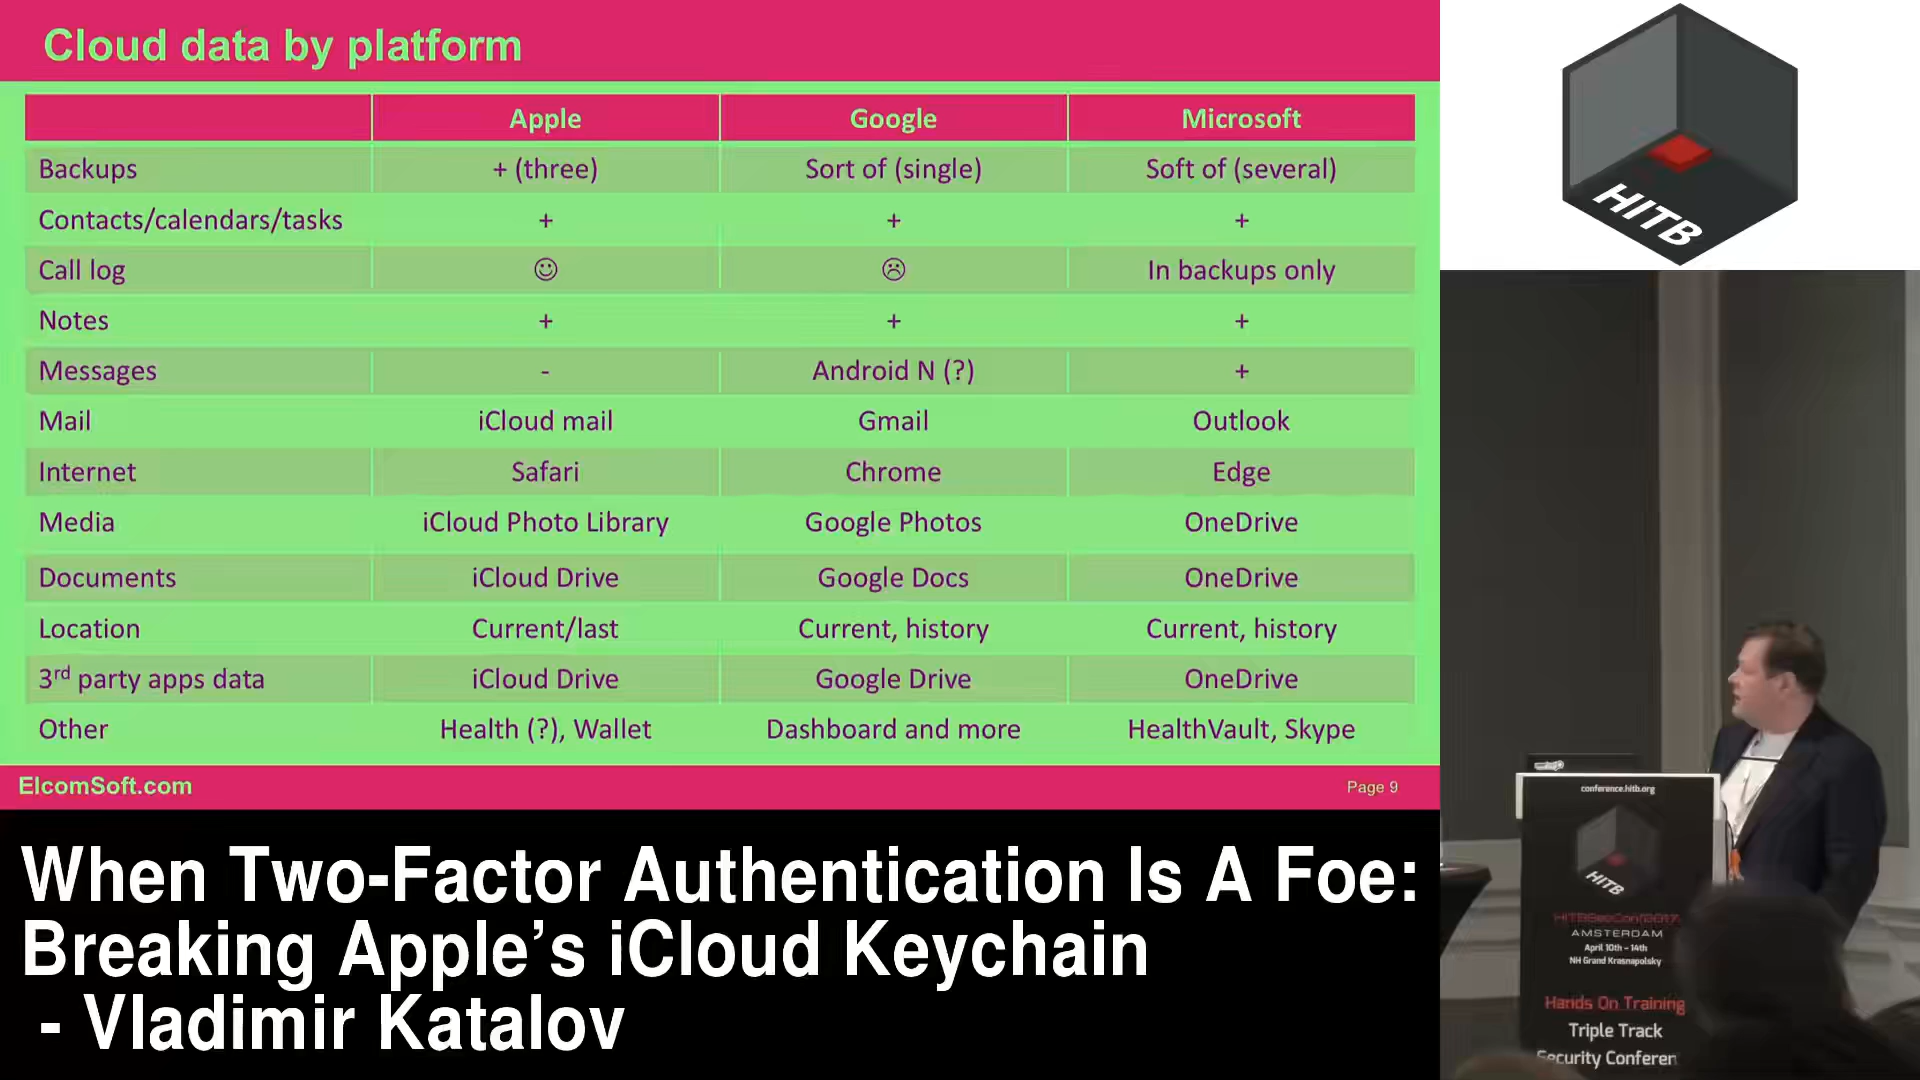 Cloud data by platform
Apple Google Microsoft
Backups + (three) Sort of (single) Soft of (several)
Contacts/calendars/tasks + + +
Call log ☺ ☹ In backups only
Notes + + +
Messages - Android N (?) +
Mail iCloud mail Gmail Outlook
Internet Safari Chrome Edge
Media iCloud Photo Library Google Photos OneDrive
Documents iCloud Drive Google Docs OneDrive
Location Current/last Current, history Current, history
3rd party apps data iCloud Drive Google Drive OneDrive
Other Health (?), Wallet Dashboard and more HealthVault, Skype
ElcomSoft.com Page 9
When Two-Factor Authentication Is A Foe:
Breaking Apple’s iCloud Keychain
- Vladimir Katalov
HITB
conference.hitb.org
HITB
HITBSecConf2017
AMSTERDAM
April 10th - 14th
NH Grand Krasnapolsky
Hands On Training
Triple Track
Security Conferen